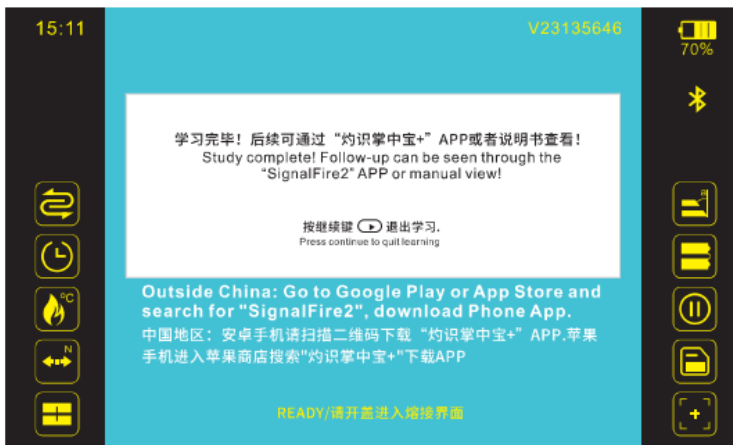 15:11
V23135646
70%
学习完毕！后续可通过“灼识掌中宝+”APP或者说明书查看！
Study complete! Follow-up can be seen through the
“SignalFire2” APP or manual view!
按继续键 退出学习.
Press continue to quit learning
Outside China: Go to Google Play or App Store and
search for "SignalFire2", download Phone App.
中国地区：安卓手机请扫描二维码下载“灼识掌中宝+”APP.苹果
手机进入苹果商店搜索"灼识掌中宝+"下载APP
°C
N
READY/请开盖进入熔接界面